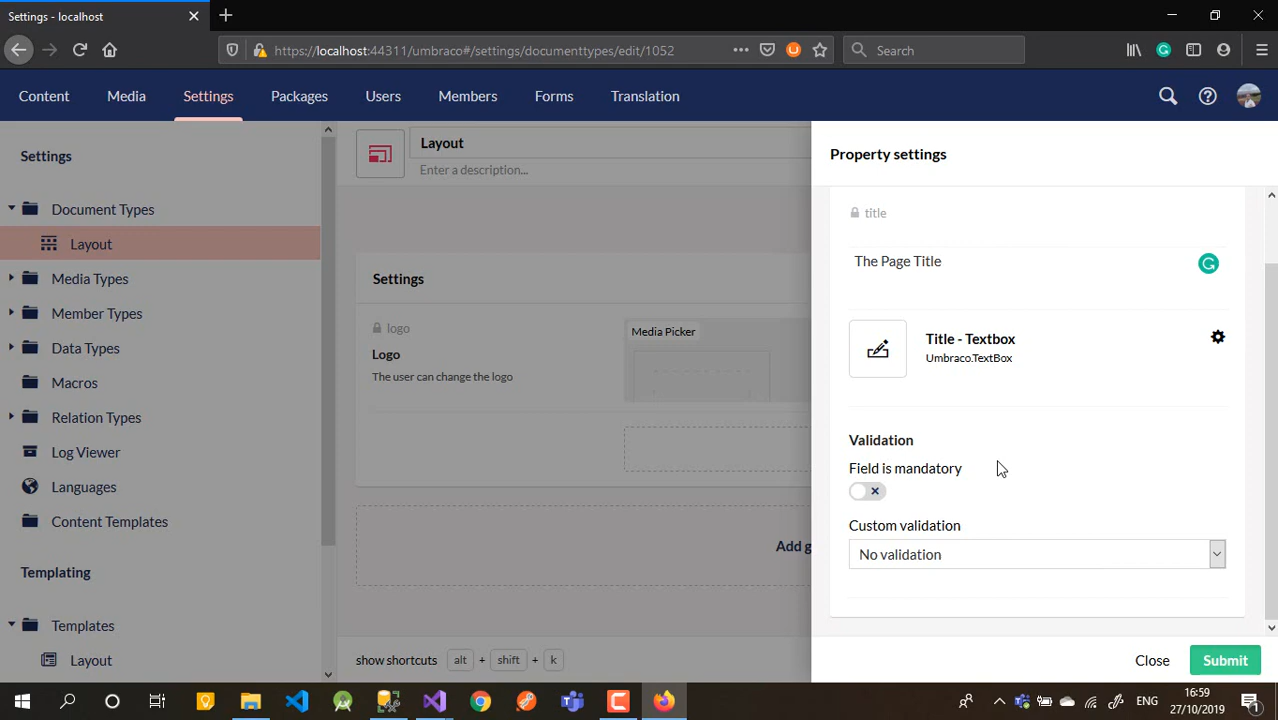 Settings - localhost
https://localhost:44311/umbraco#/settings/documenttypes/edit/1052
Search
Content
Media
Settings
Packages
Users
Members
Forms
Translation
Settings
Document Types
Layout
Media Types
Member Types
Data Types
Macros
Relation Types
Log Viewer
Languages
Content Templates
Templating
Templates
Layout
Layout
Enter a description...
Settings
logo
Logo
The user can change the logo
Media Picker
Add g
show shortcuts alt + shift + k
Property settings
title
The Page Title
Title - Textbox
Umbraco.TextBox
Validation
Field is mandatory
Custom validation
No validation
Close
Submit
ENG
16:59
27/10/2019
1